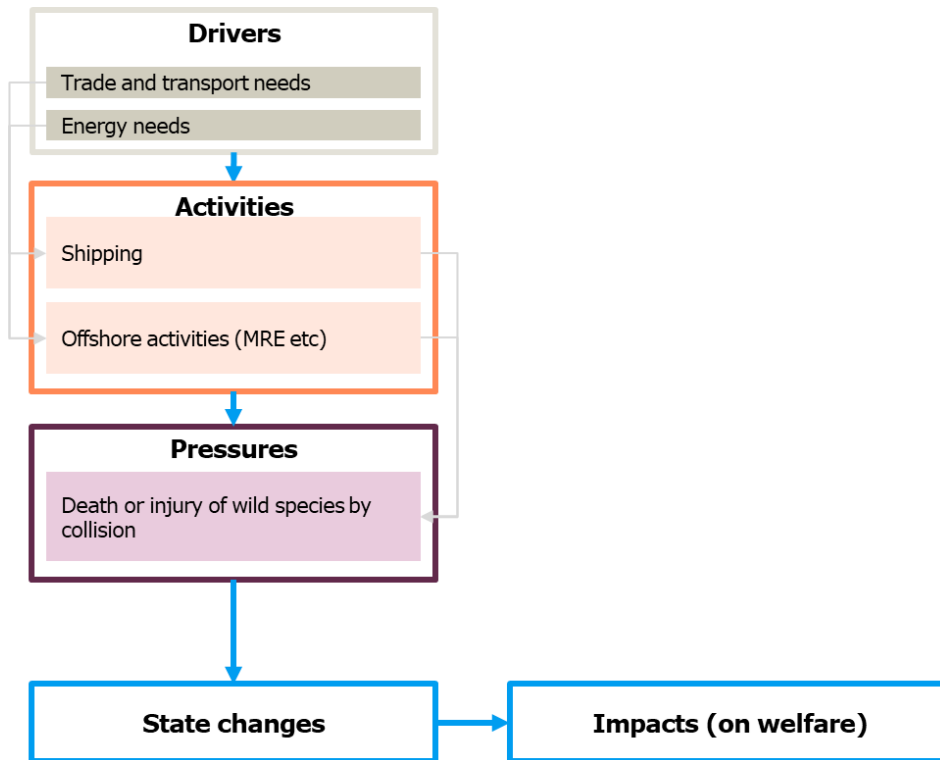 Drivers
Trade and transport needs
Energy needs
Activities
Shipping
Offshore activities (MRE etc)
Pressures
Death or injury of wild species by
collision
State changes
Impacts (on welfare)